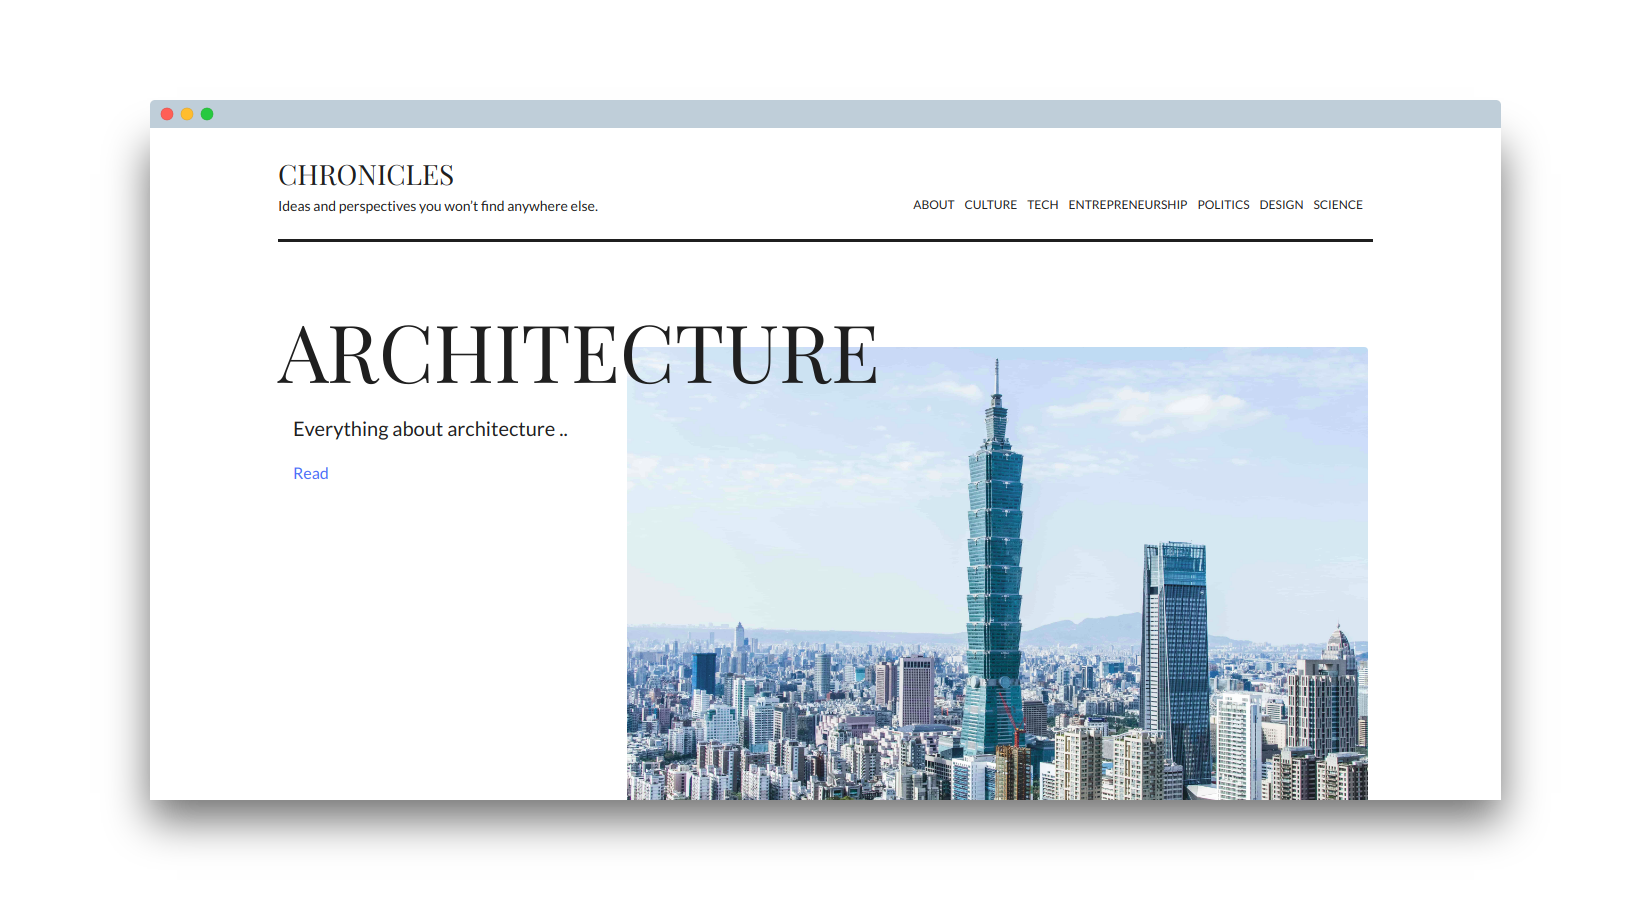 CHRONICLES
Ideas and perspectives you won’t find anywhere else.
ABOUT CULTURE TECH ENTREPRENEURSHIP POLITICS DESIGN SCIENCE
ARCHITECTURE
Everything about architecture ..
Read